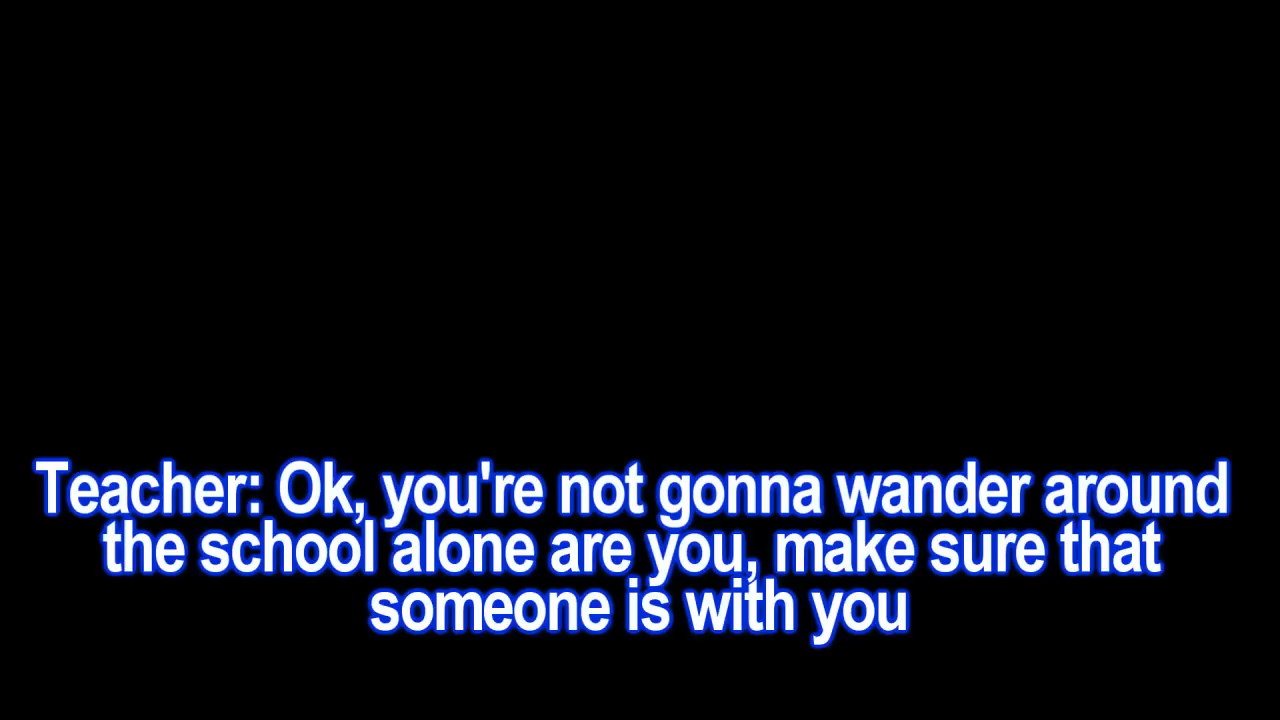 Teacher: Ok, you're not gonna wander around
the school alone are you, make sure that
someone is with you